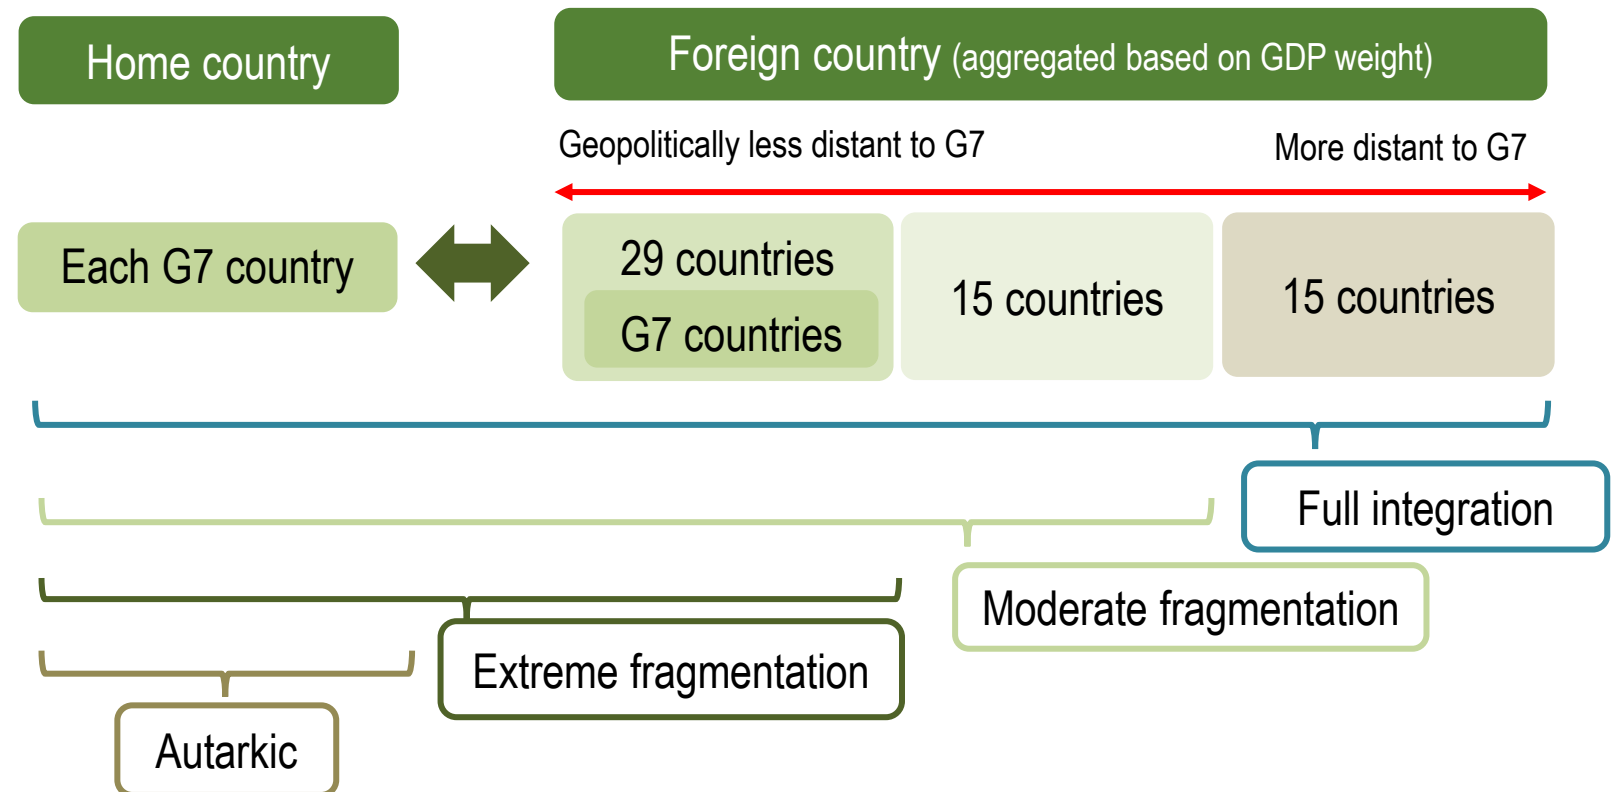 Home country
Foreign country (aggregated based on GDP weight)
Geopolitically less distant to G7
More distant to G7
Each G7 country
29 countries
G7 countries
15 countries
15 countries
Full integration
Moderate fragmentation
Extreme fragmentation
Autarkic